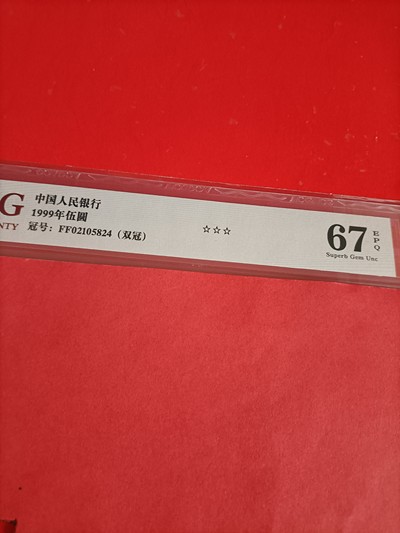 G
NTY
中国人民银行
1999年伍圆
冠号：FF02105824（双冠）
☆☆☆
67
EPQ
Superb Gem Unc